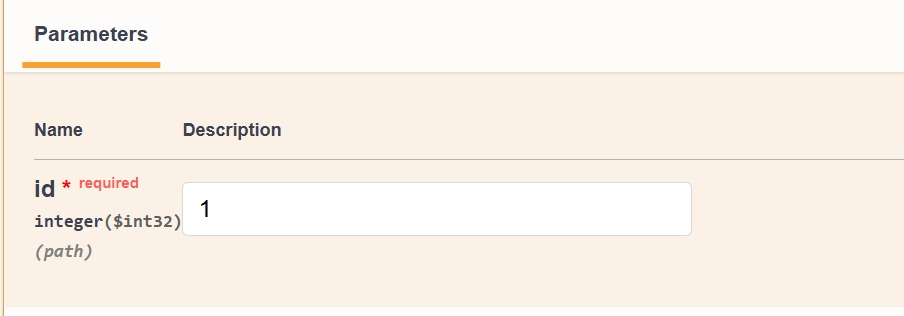 Parameters
Name Description
id * required
1
integer($int32)
(path)